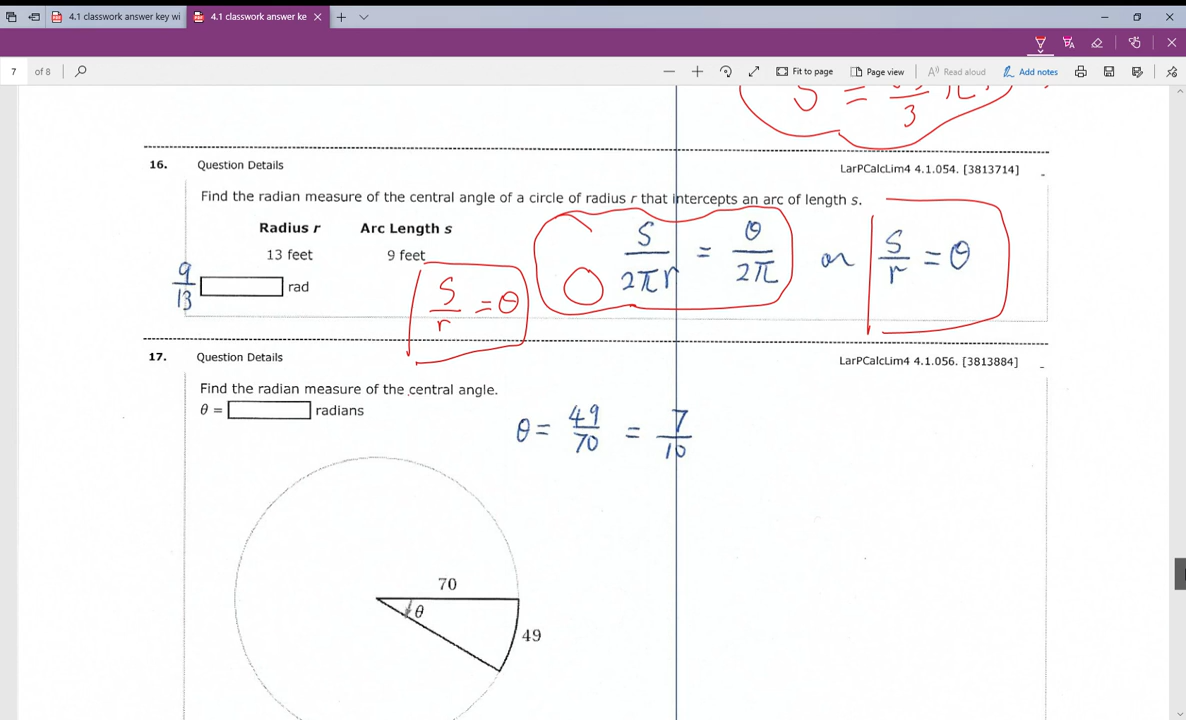 4.1 classwork answer key wi
4.1 classwork answer ke
7 of 8
Fit to page
Page view
Read aloud
Add notes
S =
3
16. Question Details
LarPCalcLim4 4.1.054. [3813714]
Find the radian measure of the central angle of a circle of radius r that intercepts an arc of length s.
Radius r Arc Length s
13 feet 9 feet
9/13 rad
S/r = θ
S/2πr = θ/2π or S/r = θ
17. Question Details
LarPCalcLim4 4.1.056. [3813884]
Find the radian measure of the central angle.
θ = radians
θ = 49/70 = 7/10
70
θ
49